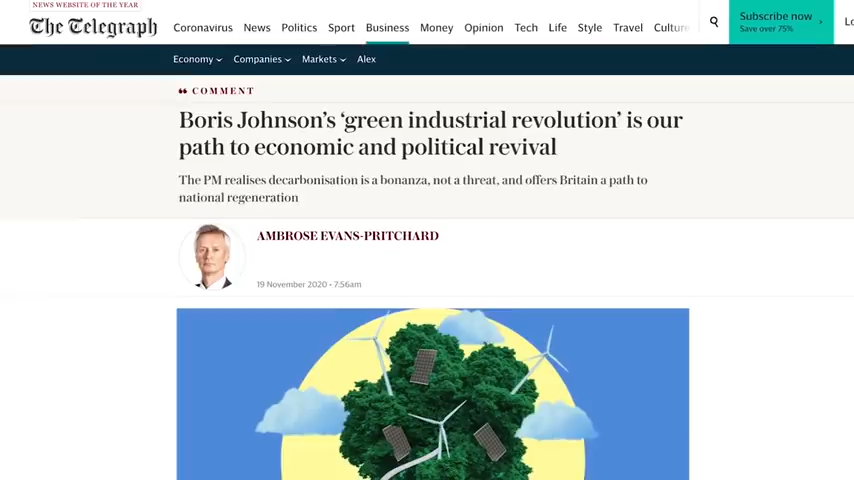 NEWS WEBSITE OF THE YEAR
The Telegraph
Coronavirus News Politics Sport Business Money Opinion Tech Life Style Travel Culture
Subscribe now
Save over 75%
Lo
Economy Companies Markets Alex
COMMENT
Boris Johnson's ‘green industrial revolution’ is our
path to economic and political revival
The PM realises decarbonisation is a bonanza, not a threat, and offers Britain a path to
national regeneration
AMBROSE EVANS-PRITCHARD
19 November 2020 • 7:56am